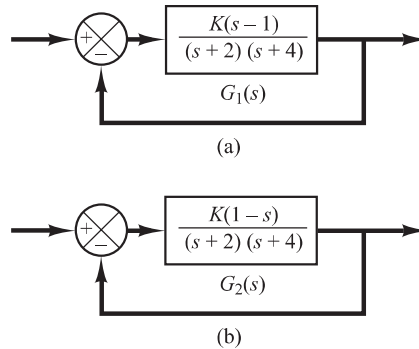 +
−
K(s – 1)
(s + 2) (s + 4)
G₁(s)
(a)
+
−
K(1 – s)
(s + 2) (s + 4)
G₂(s)
(b)